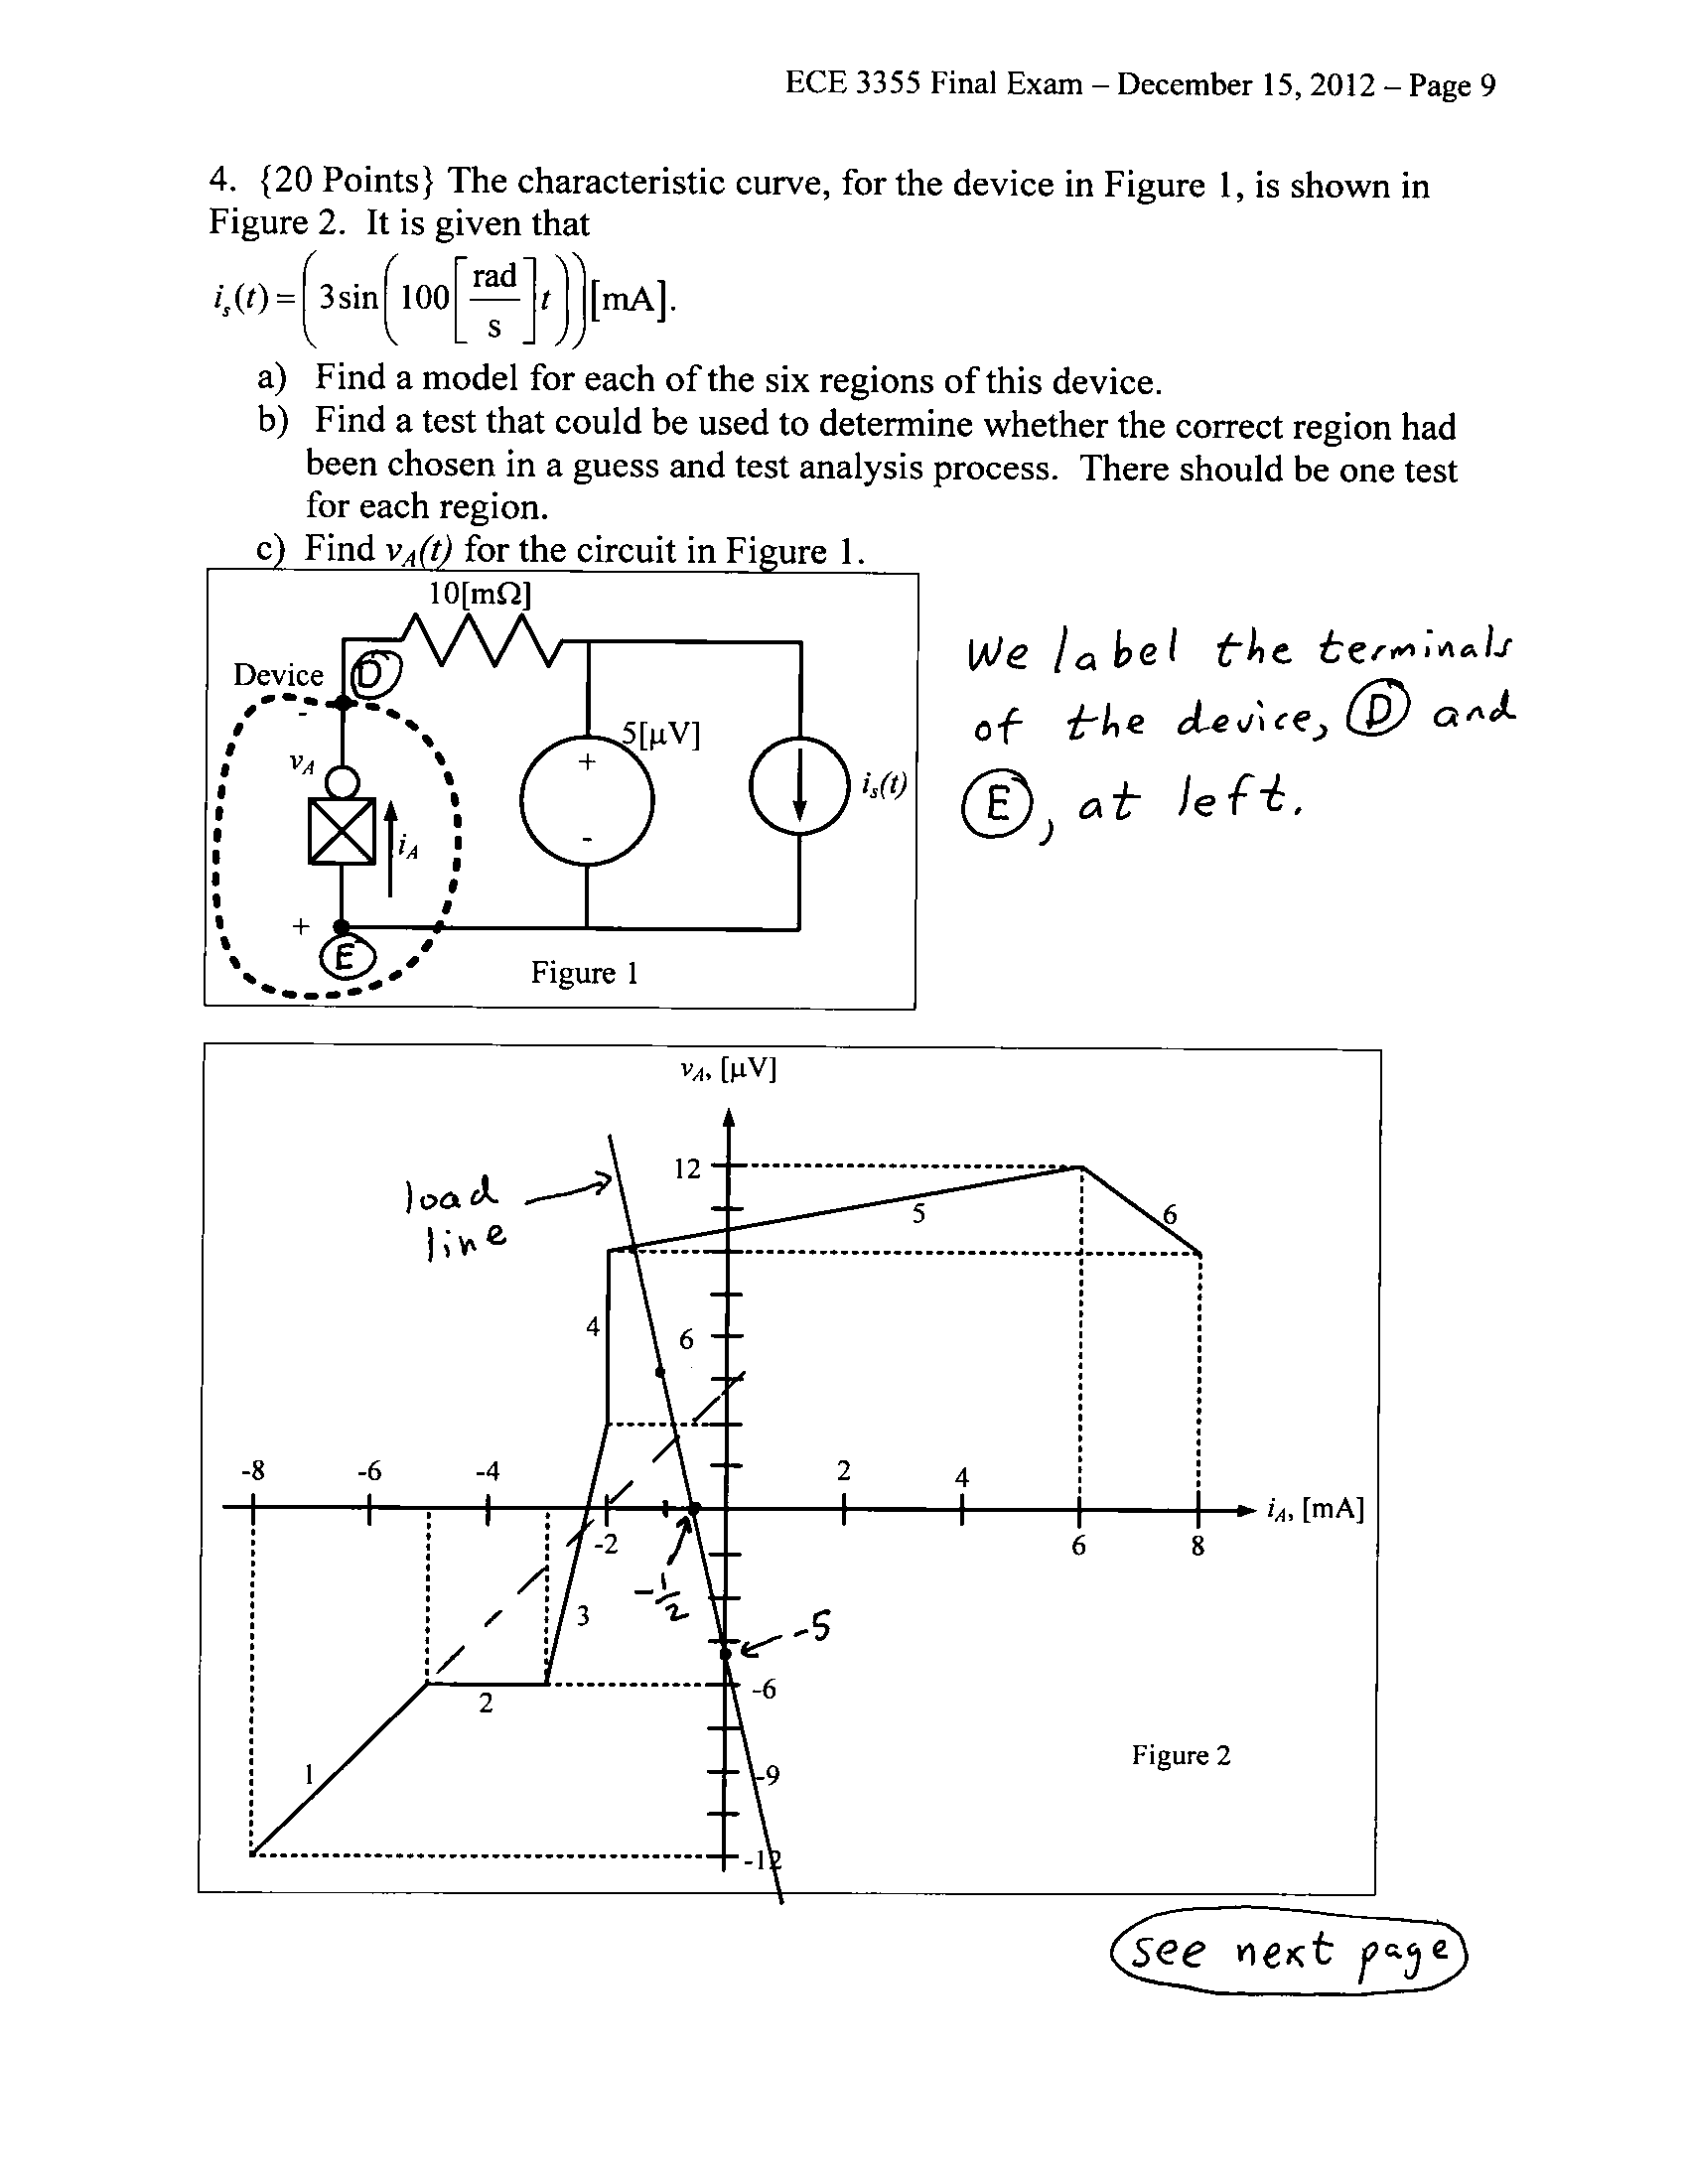 ECE 3355 Final Exam – December 15, 2012 – Page 9
4. {20 Points} The characteristic curve, for the device in Figure 1, is shown in
Figure 2. It is given that
i_s(t) = (3sin(100[rad/s]t))[mA].
a) Find a model for each of the six regions of this device.
b) Find a test that could be used to determine whether the correct region had
been chosen in a guess and test analysis process. There should be one test
for each region.
c) Find v_A(t) for the circuit in Figure 1.
10[mΩ]
Device
D
-
v_A
i_A
+
E
5[μV]
+
-
i_s(t)
Figure 1
We label the terminals
of the device, D and
E, at left.
v_A, [μV]
load
line
12
5
6
4
6
-8
-6
-4
2
4
i_A, [mA]
-2
6
8
-1/2
3
-5
2
-6
1
-9
Figure 2
-12
see next page